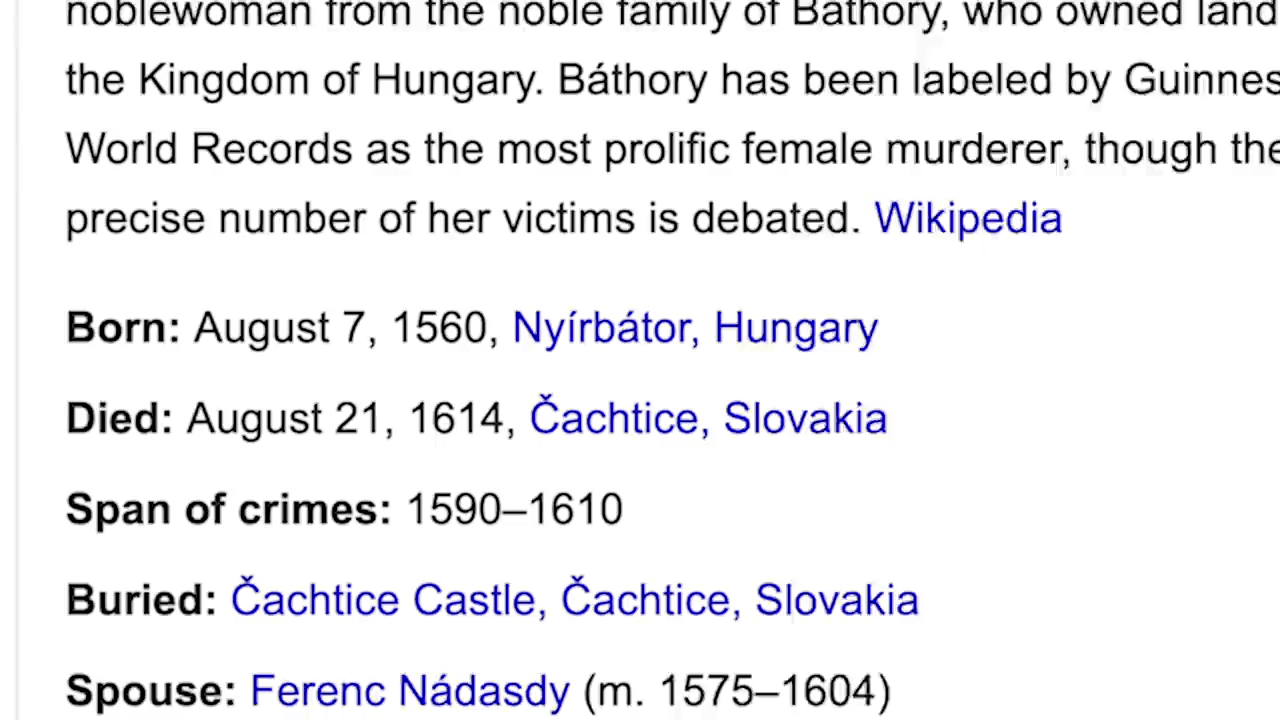 noblewoman from the noble family of Báthory, who owned land
the Kingdom of Hungary. Báthory has been labeled by Guinnes
World Records as the most prolific female murderer, though the
precise number of her victims is debated. Wikipedia
Born: August 7, 1560, Nyírbátor, Hungary
Died: August 21, 1614, Čachtice, Slovakia
Span of crimes: 1590–1610
Buried: Čachtice Castle, Čachtice, Slovakia
Spouse: Ferenc Nádasdy (m. 1575–1604)